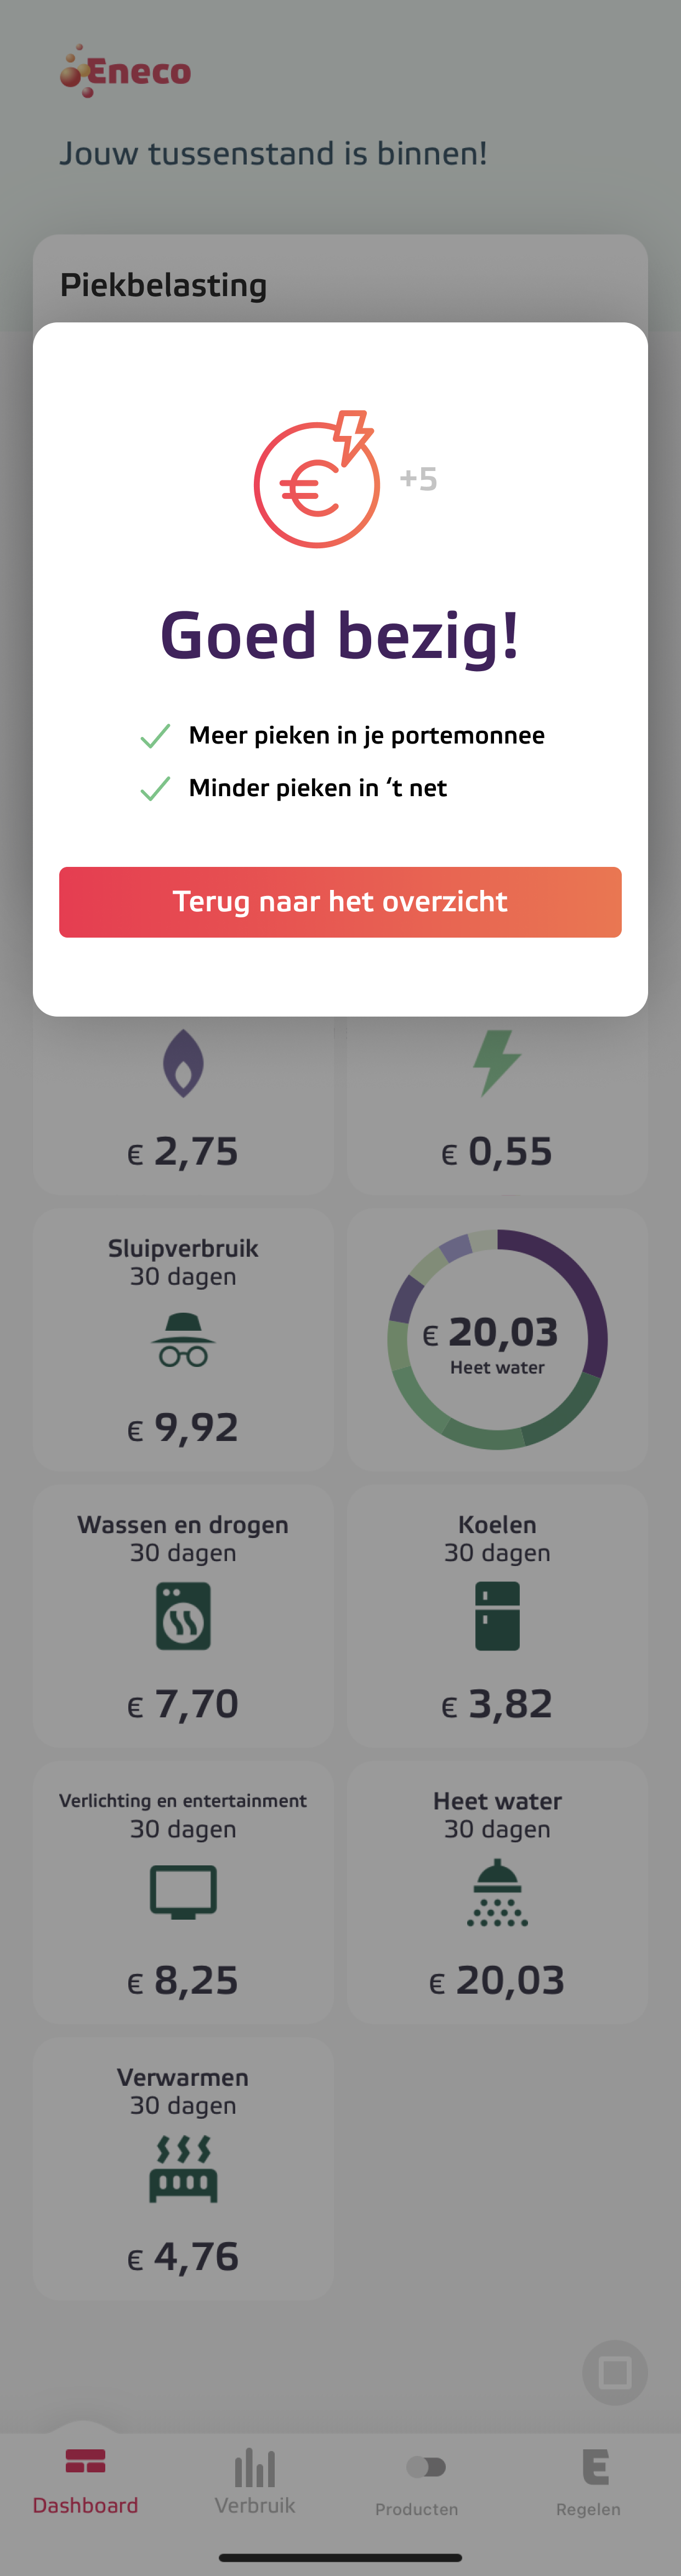 Eneco
Jouw tussenstand is binnen!
Piekbelasting
+5
Goed bezig!
Meer pieken in je portemonnee
Minder pieken in ‘t net
Terug naar het overzicht
€ 2,75
€ 0,55
Sluipverbruik
30 dagen
€ 9,92
€ 20,03
Heet water
Wassen en drogen
30 dagen
€ 7,70
Koelen
30 dagen
€ 3,82
Verlichting en entertainment
30 dagen
€ 8,25
Heet water
30 dagen
€ 20,03
Verwarmen
30 dagen
€ 4,76
Dashboard
Verbruik
Producten
Regelen